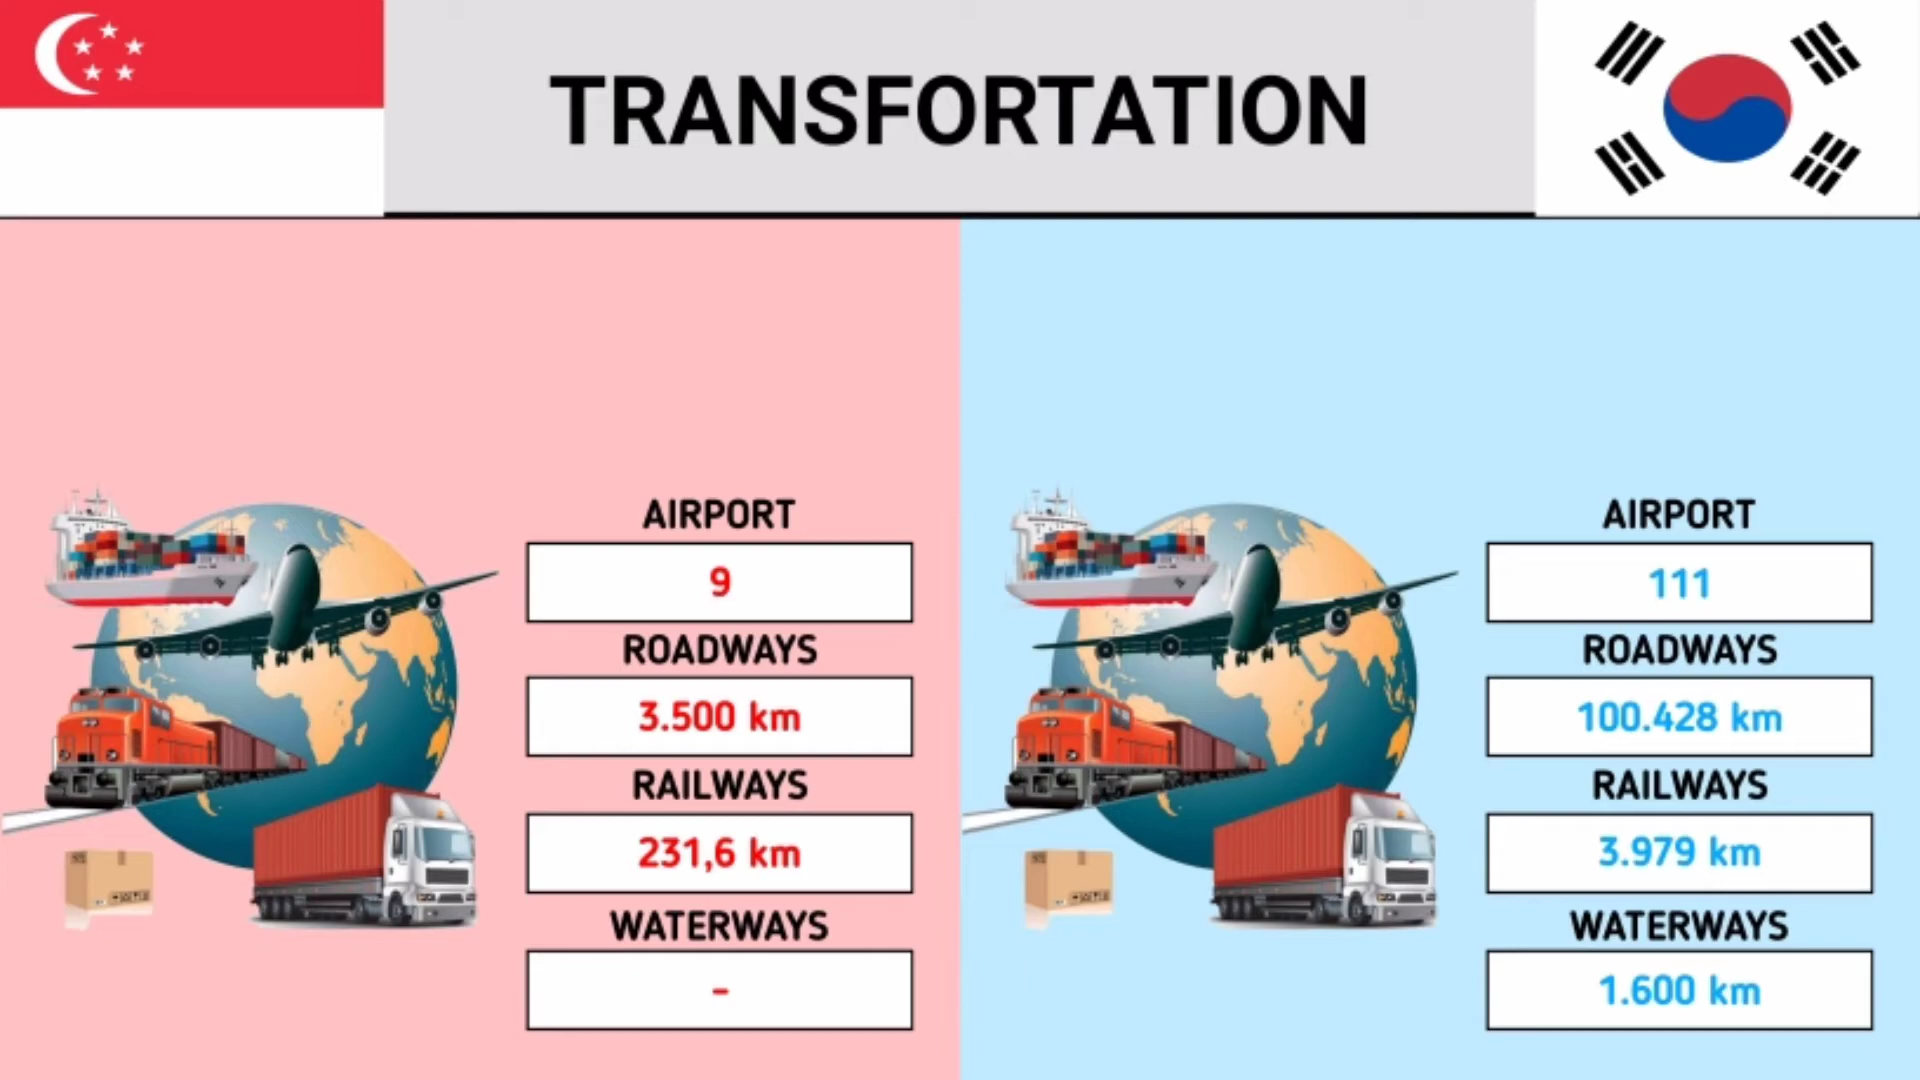 TRANSFORTATION
AIRPORT
9
ROADWAYS
3.500 km
RAILWAYS
231,6 km
WATERWAYS
-
AIRPORT
111
ROADWAYS
100.428 km
RAILWAYS
3.979 km
WATERWAYS
1.600 km